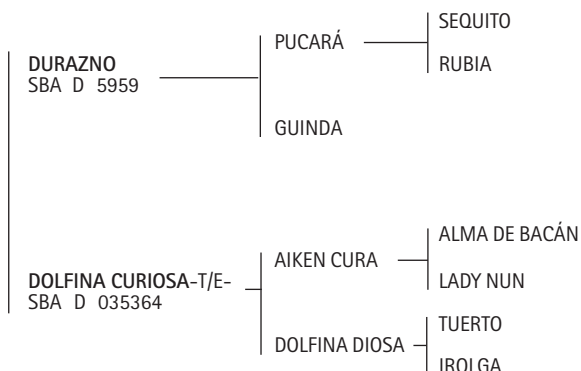 SEQUITO
PUCARÁ
RUBIA
DURAZNO
SBA D 5959
GUINDA
ALMA DE BACÁN
AIKEN CURA
LADY NUN
DOLFINA CURIOSA-T/E-
SBA D 035364
TUERTO
DOLFINA DIOSA
IROLGA